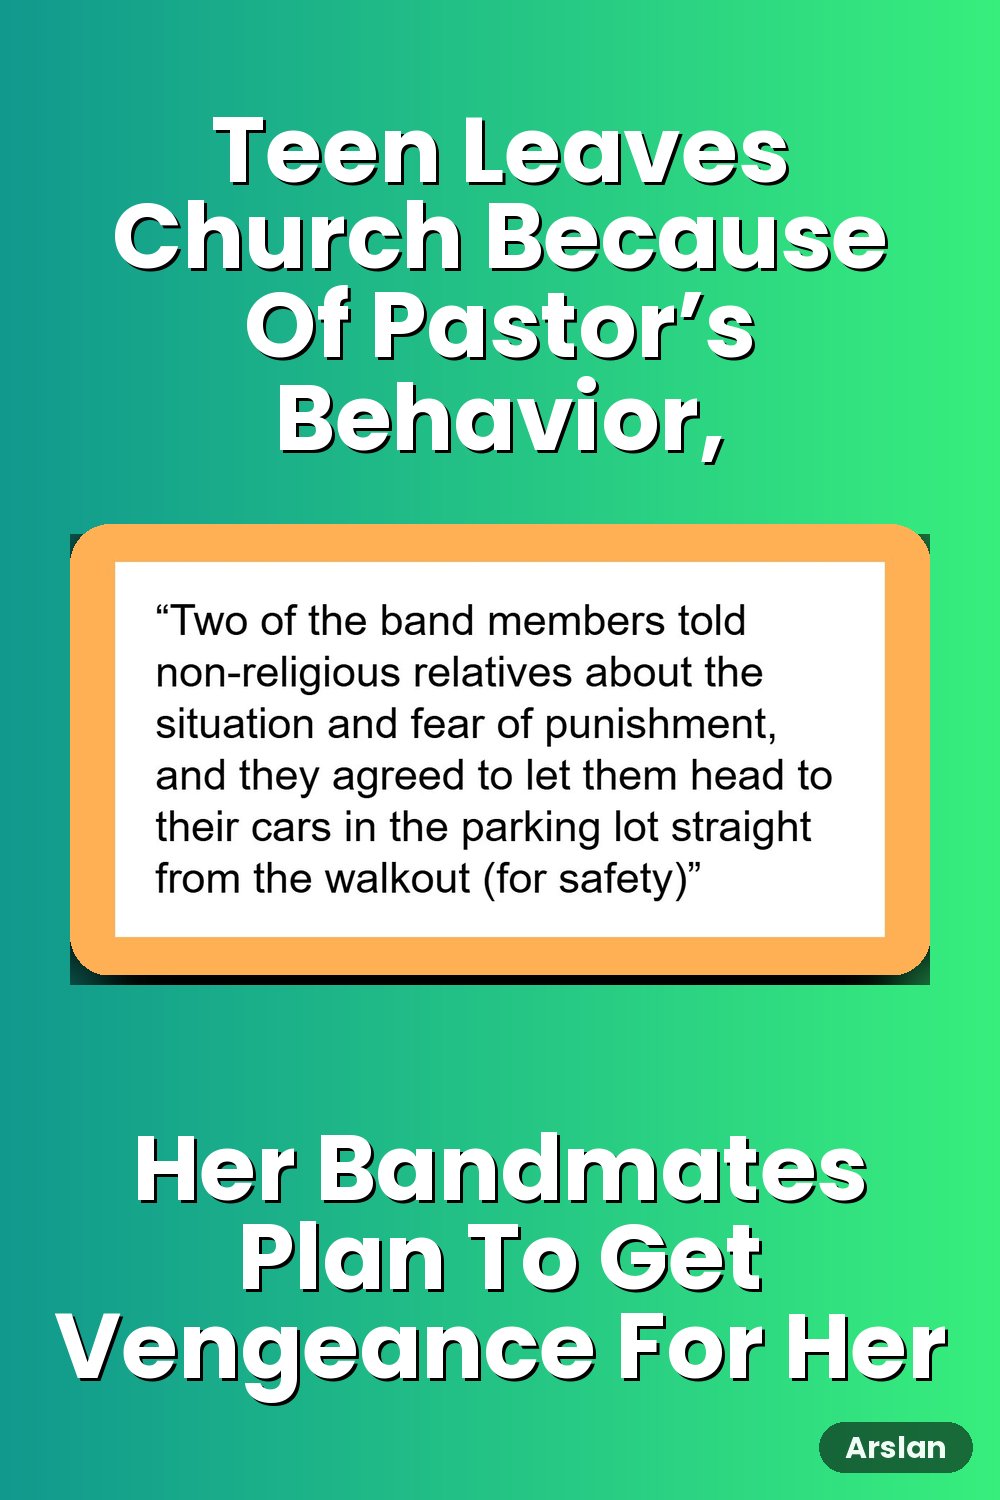 Teen Leaves
Church Because
Of Pastor’s
Behavior,
“Two of the band members told
non-religious relatives about the
situation and fear of punishment,
and they agreed to let them head to
their cars in the parking lot straight
from the walkout (for safety)”
Her Bandmates
Plan To Get
Vengeance For Her
Arslan